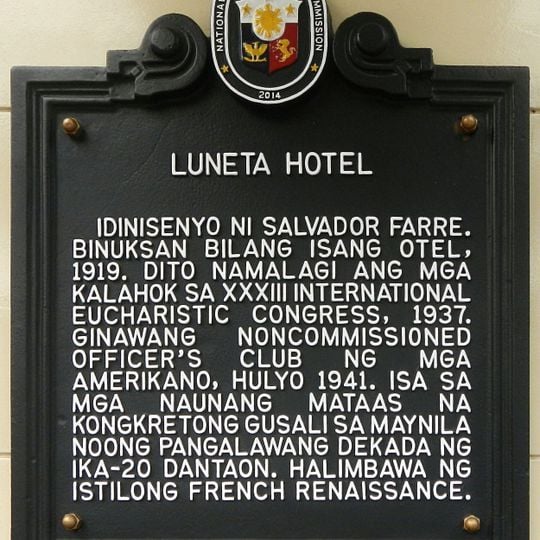 NATIONAL
COMMISSION
2014
LUNETA HOTEL
IDINISENYO NI SALVADOR FARRE.
BINUKSAN BILANG ISANG OTEL,
1919. DITO NAMALAGI ANG MGA
KALAHOK SA XXXIII INTERNATIONAL
EUCHARISTIC CONGRESS, 1937.
GINAWANG NONCOMMISSIONED
OFFICER'S CLUB NG MGA
AMERIKANO, HULYO 1941. ISA SA
MGA NAUNANG MATAAS NA
KONGKRETONG GUSALI SA MAYNILA
NOONG PANGALAWANG DEKADA NG
IKA-20 DANTAON. HALIMBAWA NG
ISTILONG FRENCH RENAISSANCE.